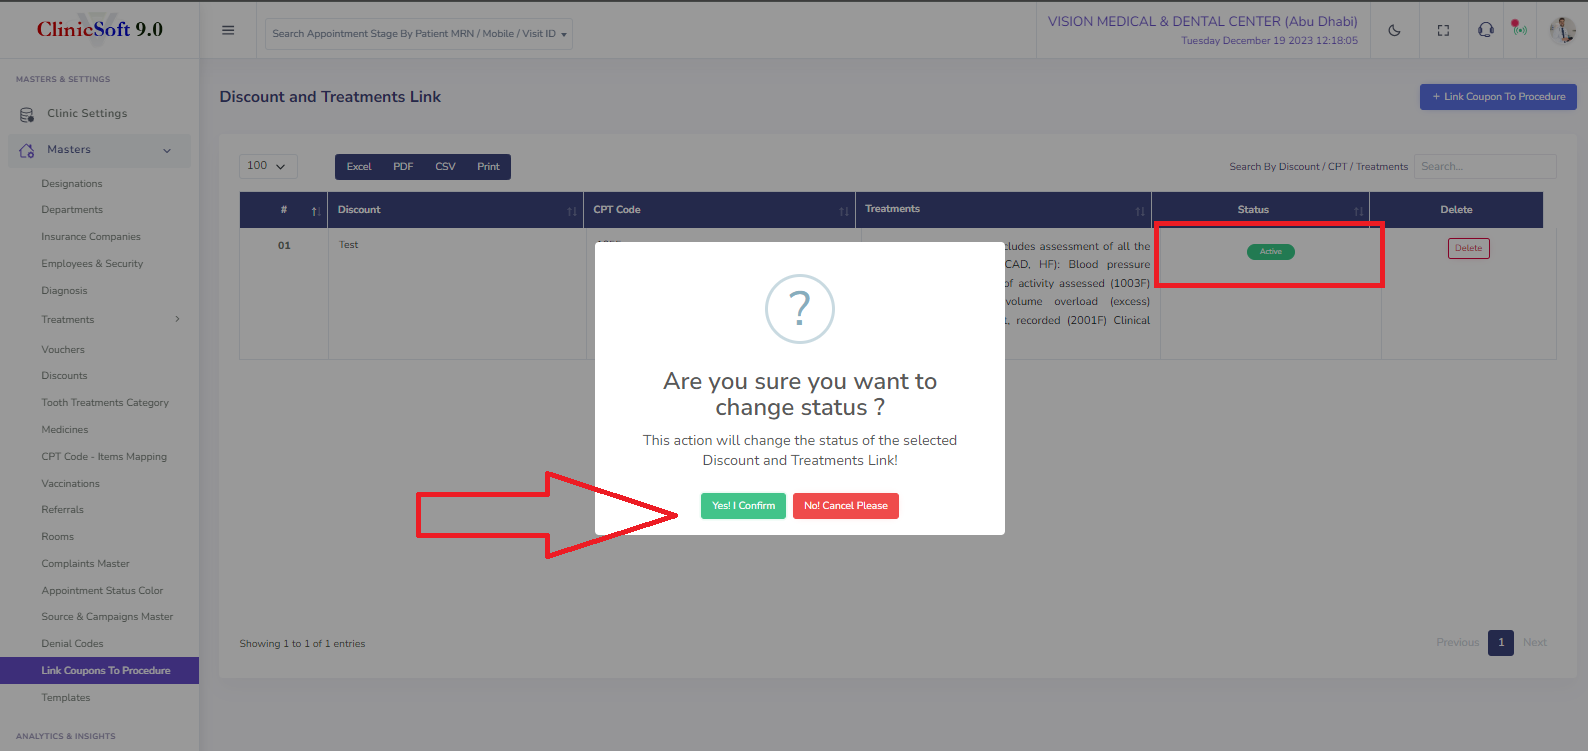 ClinicSoft 9.0
Search Appointment Stage By Patient MRN / Mobile / Visit ID
VISION MEDICAL & DENTAL CENTER (Abu Dhabi)
Tuesday December 19 2023 12:18:05
MASTERS & SETTINGS
Clinic Settings
Masters
Designations
Departments
Insurance Companies
Employees & Security
Diagnosis
Treatments
Vouchers
Discounts
Tooth Treatments Category
Medicines
CPT Code - Items Mapping
Vaccinations
Referrals
Rooms
Complaints Master
Appointment Status Color
Source & Campaigns Master
Denial Codes
Link Coupons To Procedure
Templates
ANALYTICS & INSIGHTS
Discount and Treatments Link
+ Link Coupon To Procedure
100
Excel PDF CSV Print
Search By Discount / CPT / Treatments Search...
# Discount CPT Code Treatments Status Delete
01 Test
cludes assessment of all the
CAD, HF): Blood pressure
of activity assessed (1003F)
volume overload (excess)
t, recorded (2001F) Clinical
Active
Delete
?
Are you sure you want to
change status ?
This action will change the status of the selected
Discount and Treatments Link!
Yes! I Confirm No! Cancel Please
Showing 1 to 1 of 1 entries
Previous 1 Next